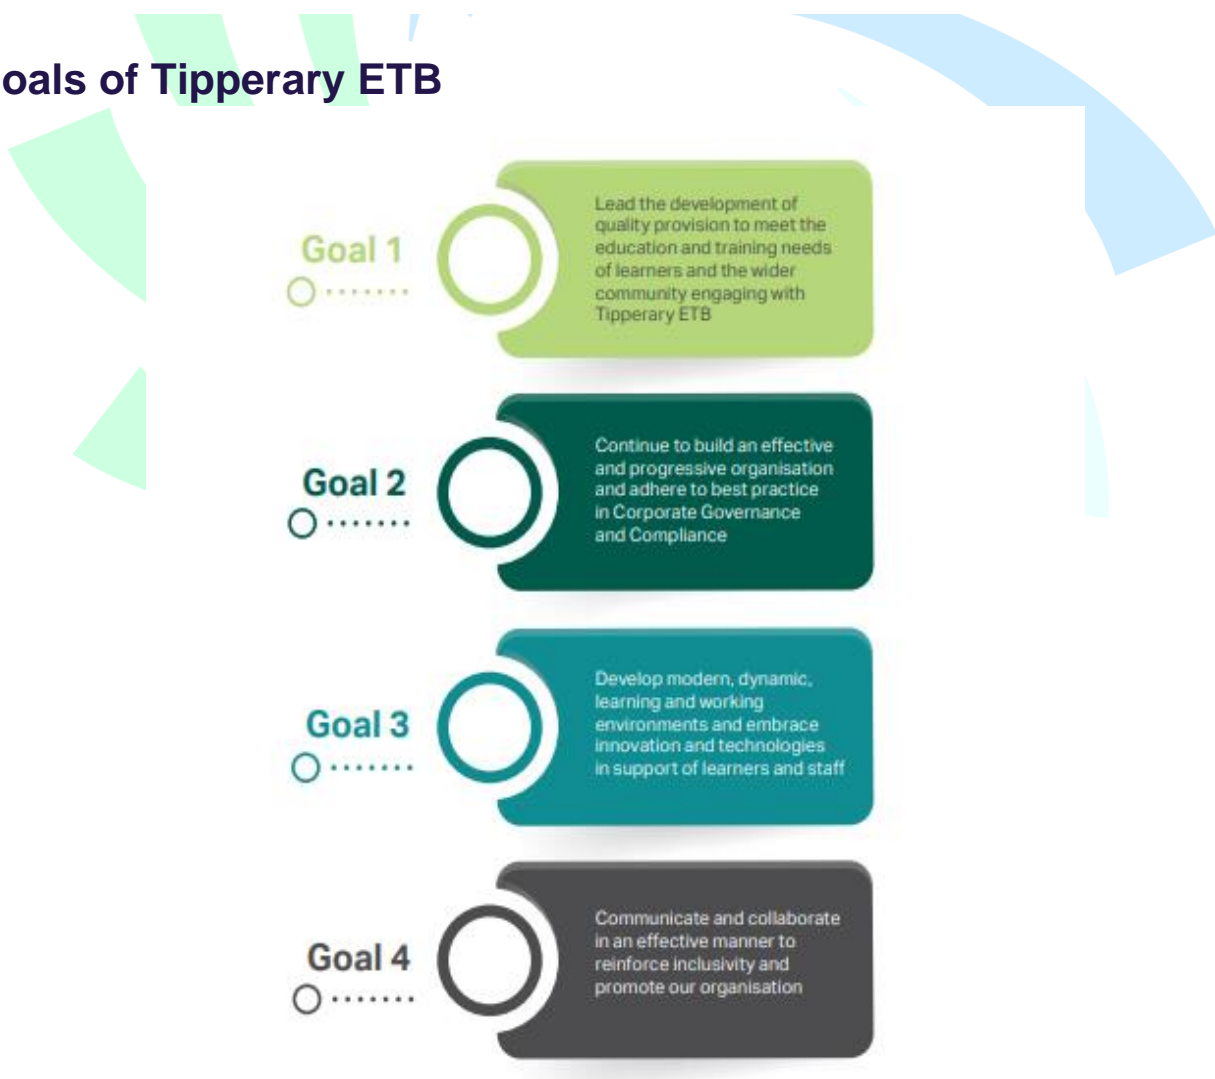 oals of Tipperary ETB
Goal 1
Lead the development of
quality provision to meet the
education and training needs
of learners and the wider
community engaging with
Tipperary ETB
Goal 2
Continue to build an effective
and progressive organisation
and adhere to best practice
in Corporate Governance
and Compliance
Goal 3
Develop modern, dynamic,
learning and working
environments and embrace
innovation and technologies
in support of learners and staff
Goal 4
Communicate and collaborate
in an effective manner to
reinforce inclusivity and
promote our organisation